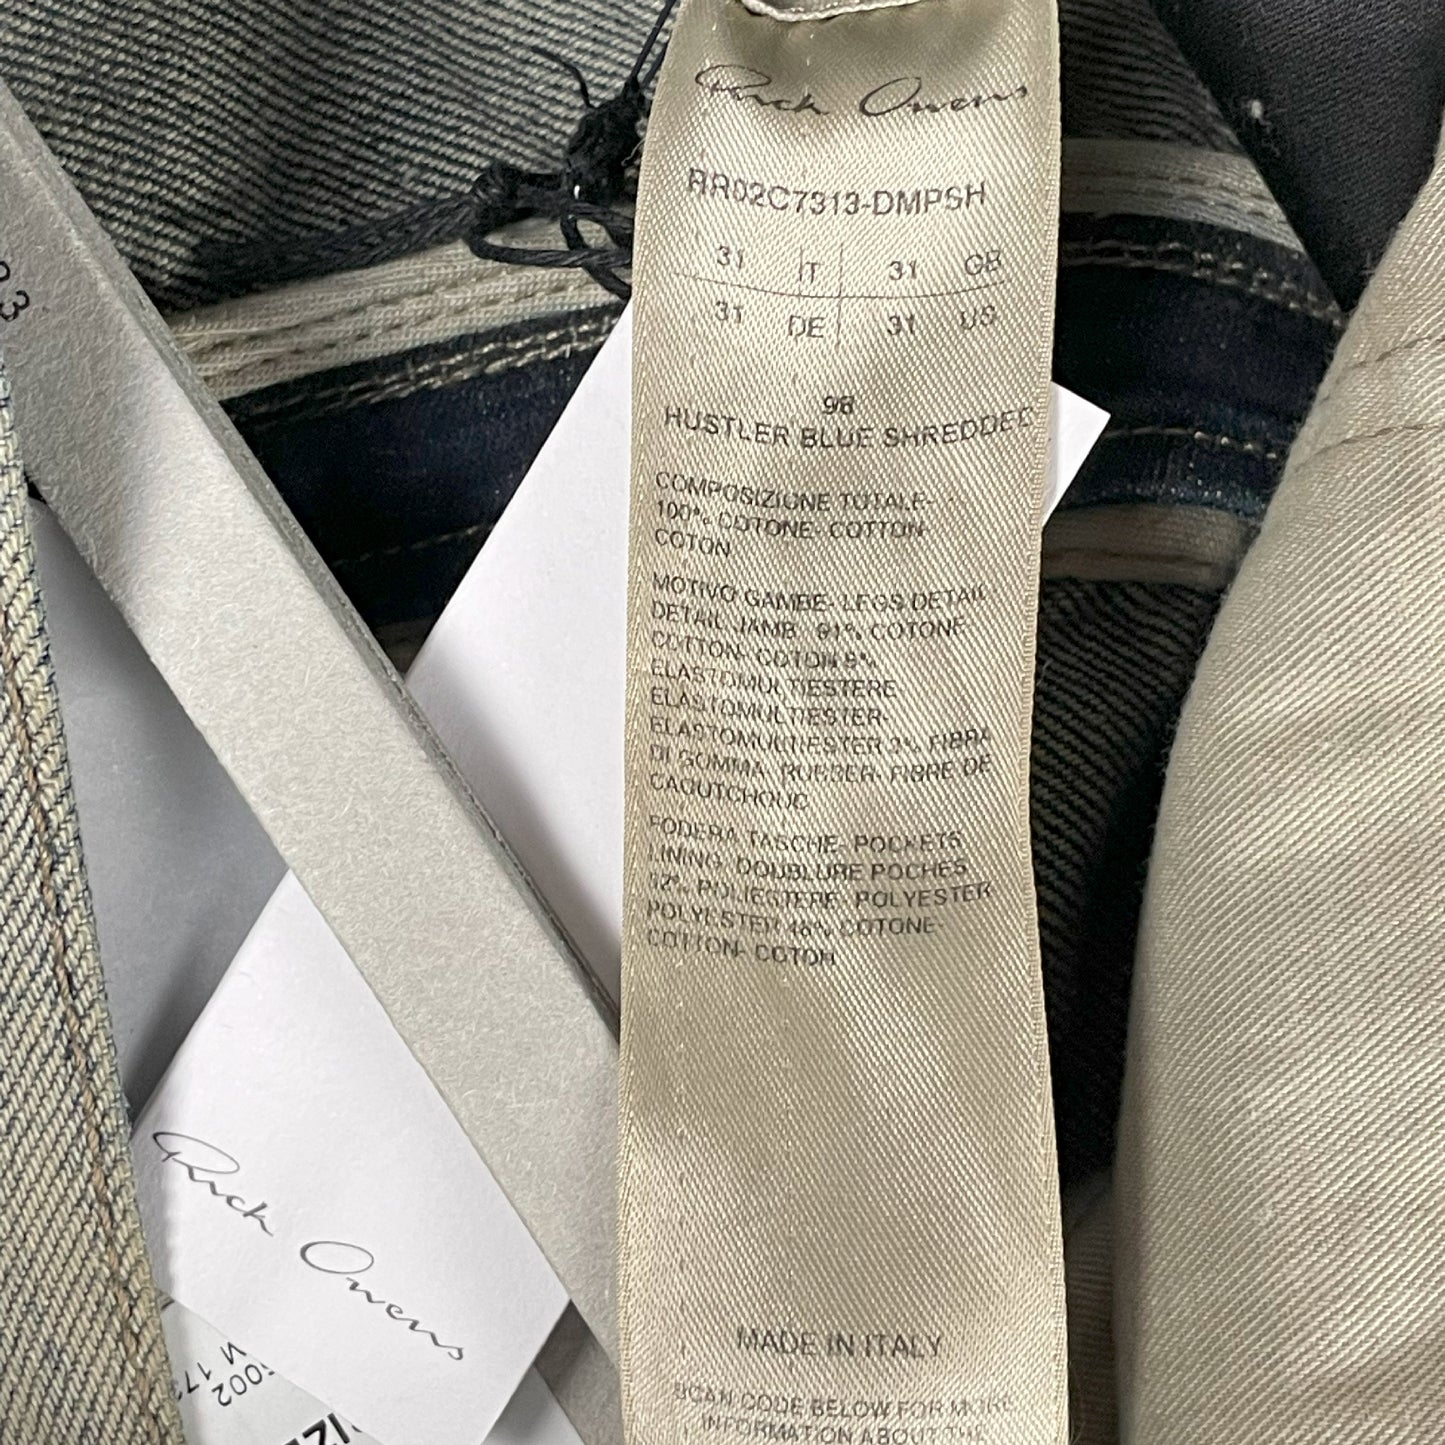 Rick Owens
RR02C7313-DMPSH
31 IT 31 GB
31 DE 31 US
98
HUSTLER BLUE SHREDDED
COMPOSIZIONE TOTALE-
100% COTONE- COTTON-
COTON
MOTIVO GAMBE- LEGS DETAIL
DETAIL JAMB 91% COTONE
COTTON- COTON 6%
ELASTOMULTIESTERE
ELASTOMULTIESTER-
ELASTOMULTIESTER 3% FIBRA
DI GOMMA- RUBBER- FIBRE DE
CAOUTCHOUC
FODERA TASCHE- POCKETS
LINING- DOUBLURE POCHES
52% POLIESTERE- POLYESTER
POLYESTER 48% COTONE-
COTTON- COTON
MADE IN ITALY
SCAN CODE BELOW FOR MORE
INFORMATION ABOUT THE
Rick Owens